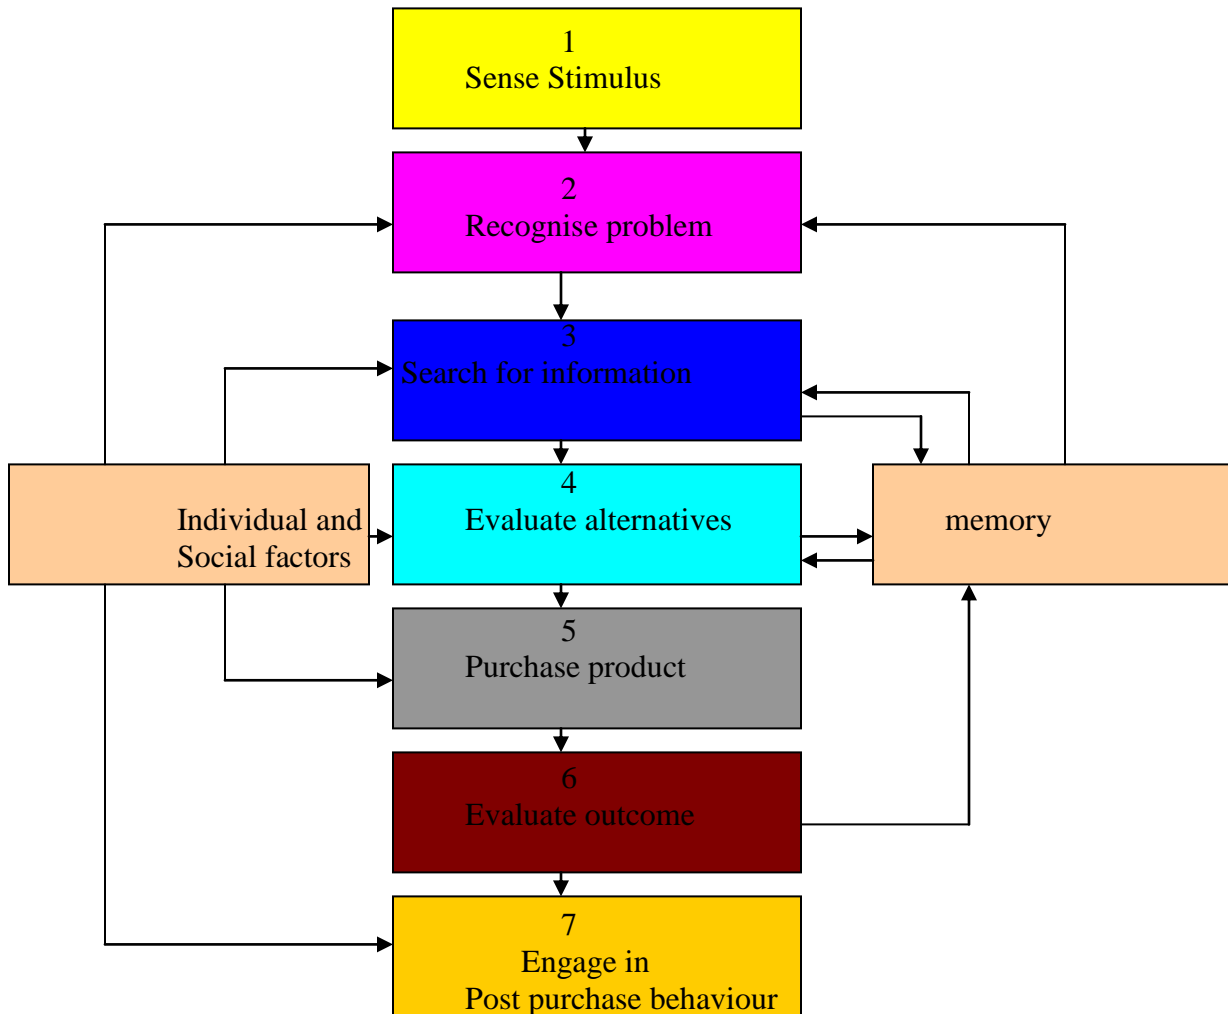 1
Sense Stimulus
2
Recognise problem
3
Search for information
4
Evaluate alternatives
Individual and
Social factors
memory
5
Purchase product
6
Evaluate outcome
7
Engage in
Post purchase behaviour